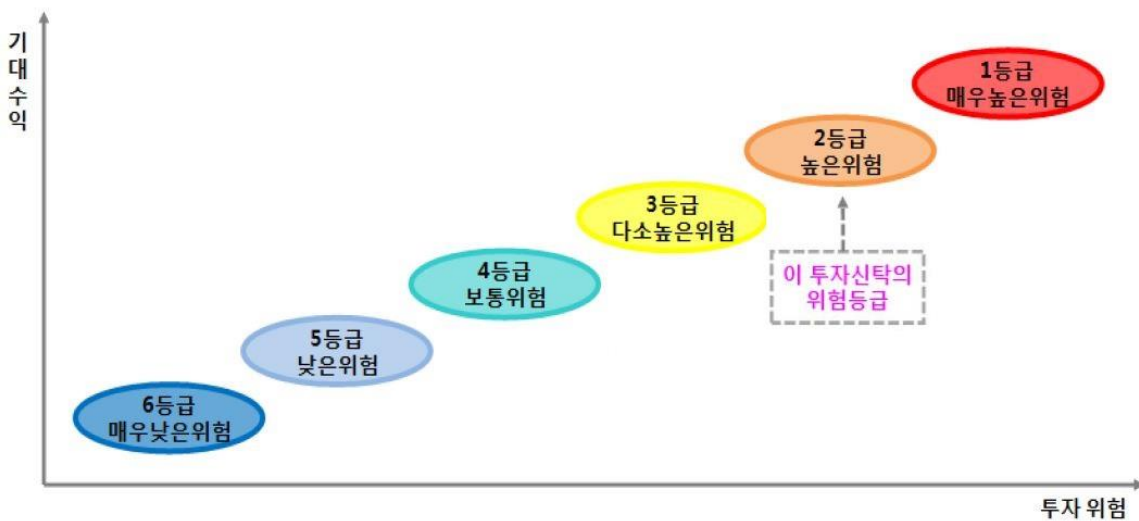 기대수익
1등급
매우높은위험
2등급
높은위험
3등급
다소높은위험
이 투자신탁의
위험등급
4등급
보통위험
5등급
낮은위험
6등급
매우낮은위험
투자 위험